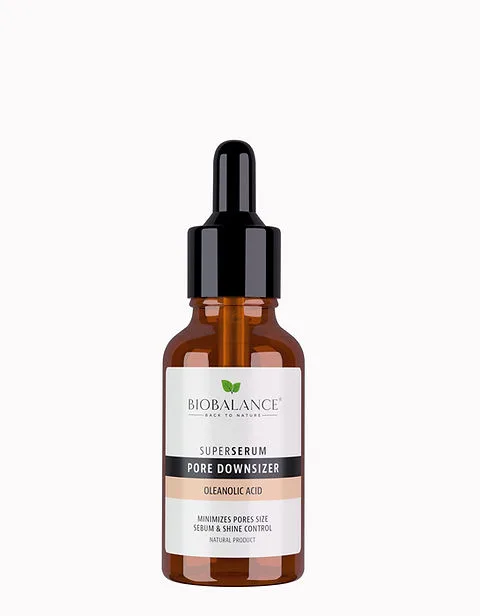 BIOBALANCE®
BACK TO NATURE
SUPERSERUM
PORE DOWNSIZER
OLEANOLIC ACID
MINIMIZES PORES SIZE
SEBUM & SHINE CONTROL
NATURAL PRODUCT